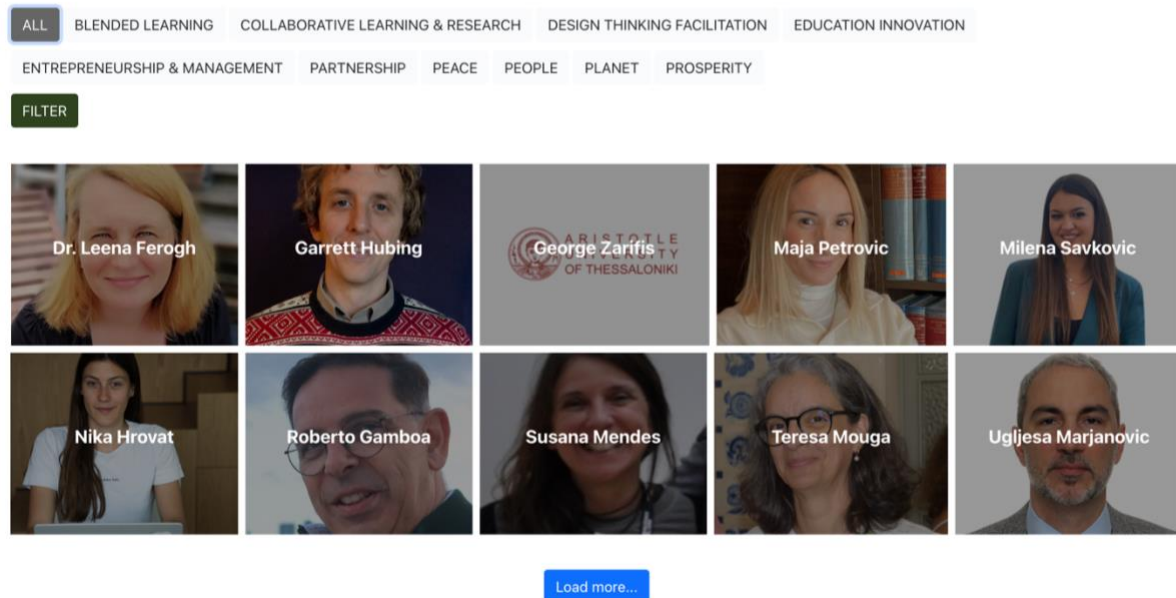 ALL BLENDED LEARNING COLLABORATIVE LEARNING & RESEARCH DESIGN THINKING FACILITATION EDUCATION INNOVATION
ENTREPRENEURSHIP & MANAGEMENT PARTNERSHIP PEACE PEOPLE PLANET PROSPERITY
FILTER
Dr. Leena Ferogh Garrett Hubing George Zarifis Maja Petrovic Milena Savkovic
ARISTOTLE
UNIVERSITY
OF THESSALONIKI
Nika Hrovat Roberto Gamboa Susana Mendes Teresa Mouga Ugljesa Marjanovic
Load more...